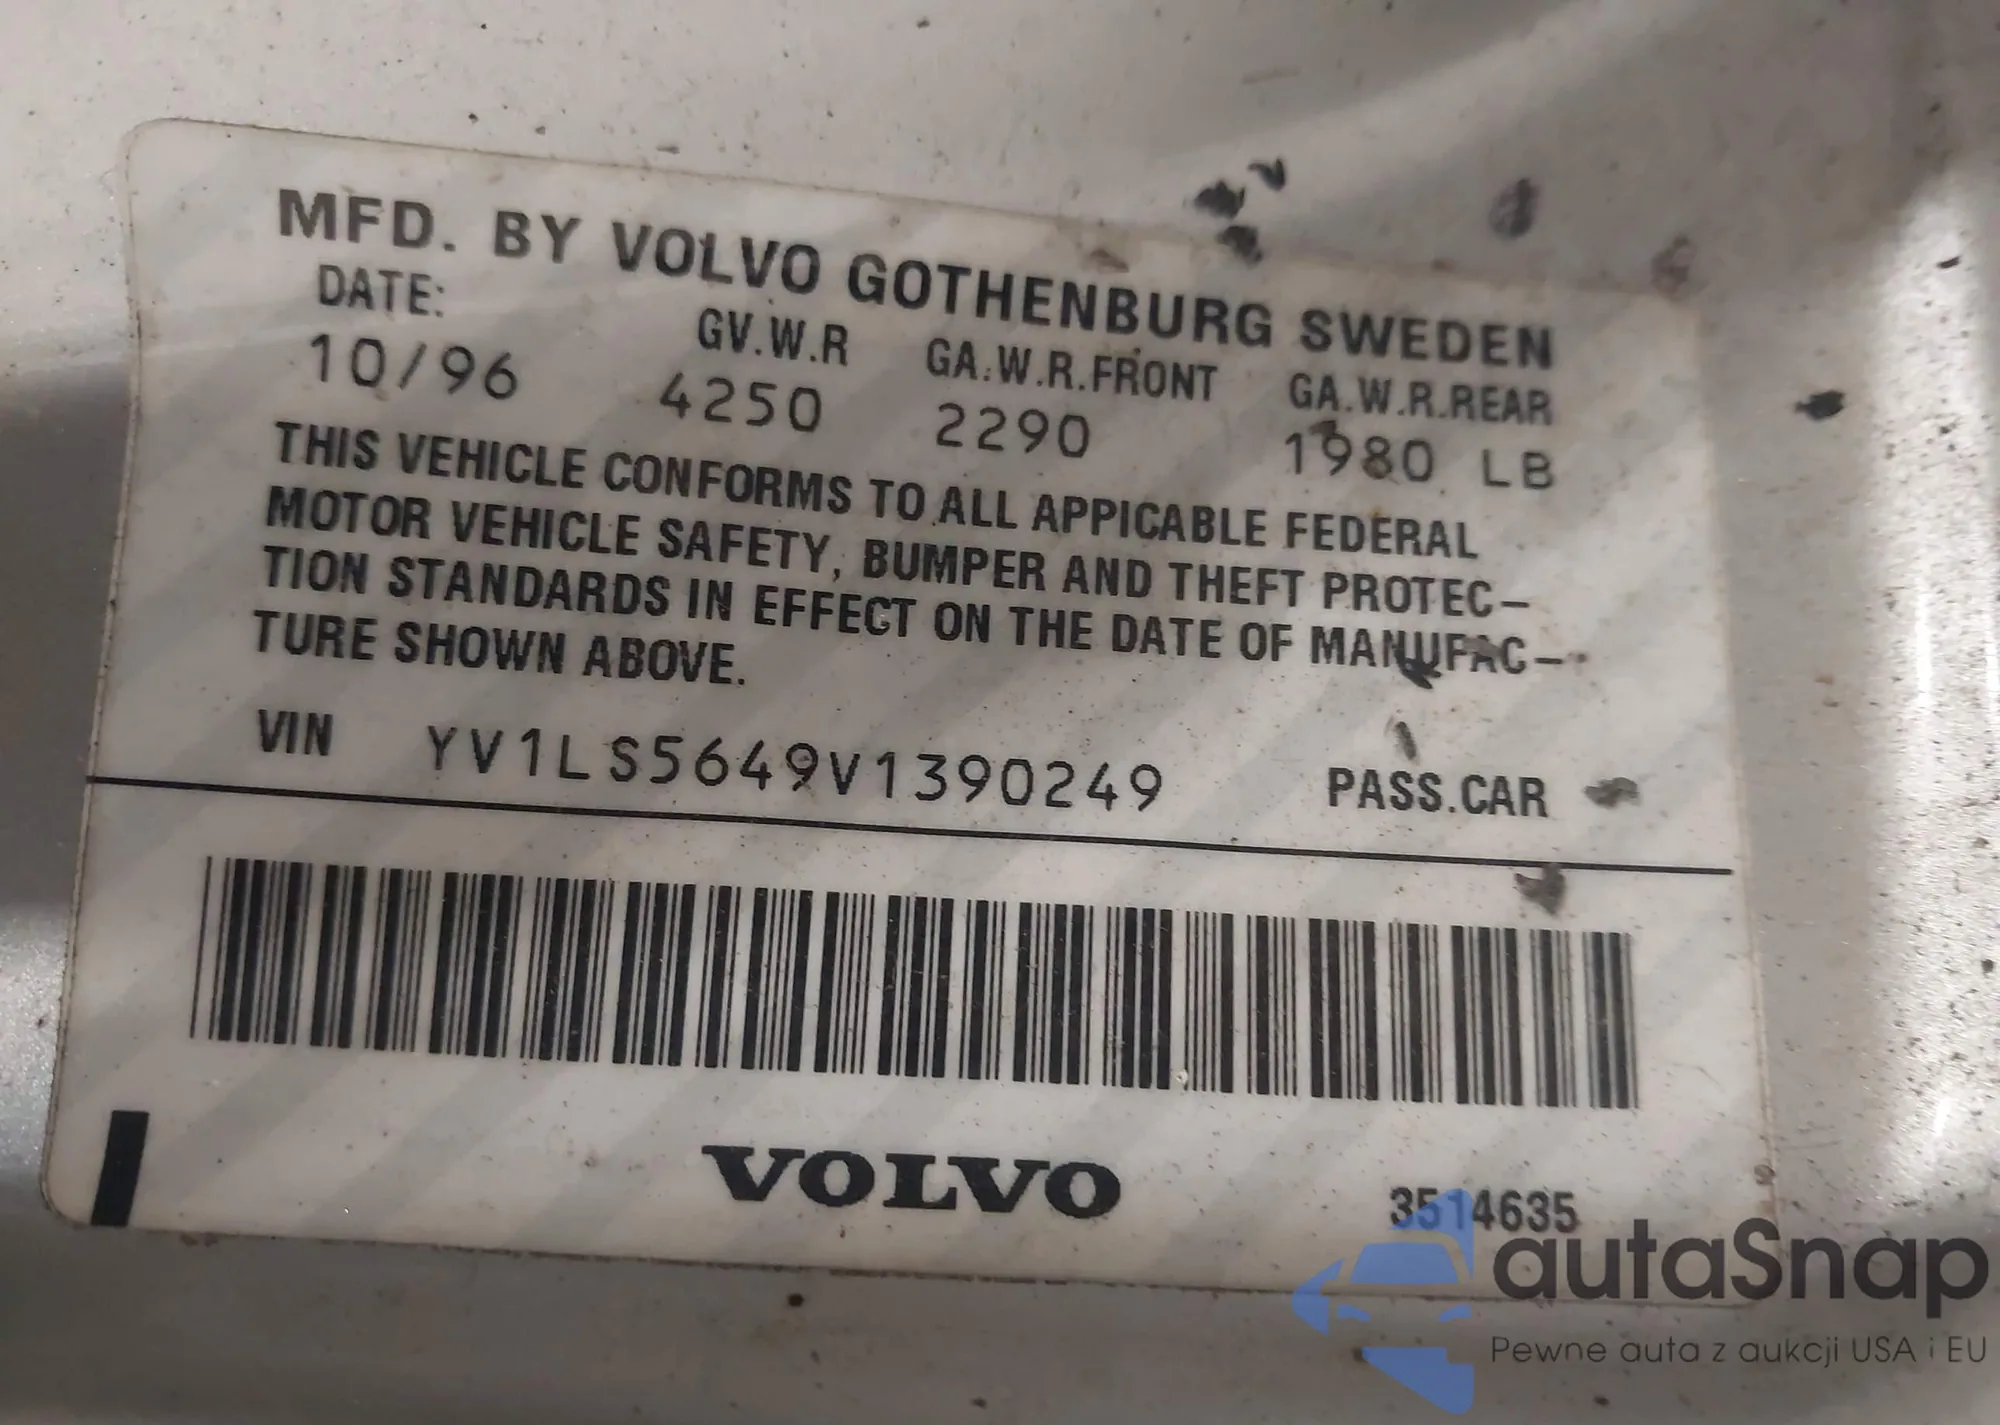 MFD. BY VOLVO GOTHENBURG SWEDEN
DATE: GV.W.R GA.W.R.FRONT GA.W.R.REAR
10/96 4250 2290 1980 LB
THIS VEHICLE CONFORMS TO ALL APPICABLE FEDERAL
MOTOR VEHICLE SAFETY, BUMPER AND THEFT PROTEC-
TION STANDARDS IN EFFECT ON THE DATE OF MANUFAC-
TURE SHOWN ABOVE.
VIN YV1LS5649V1390249 PASS.CAR
VOLVO
3514635
autaSnap
Pewne auta z aukcji USA i EU